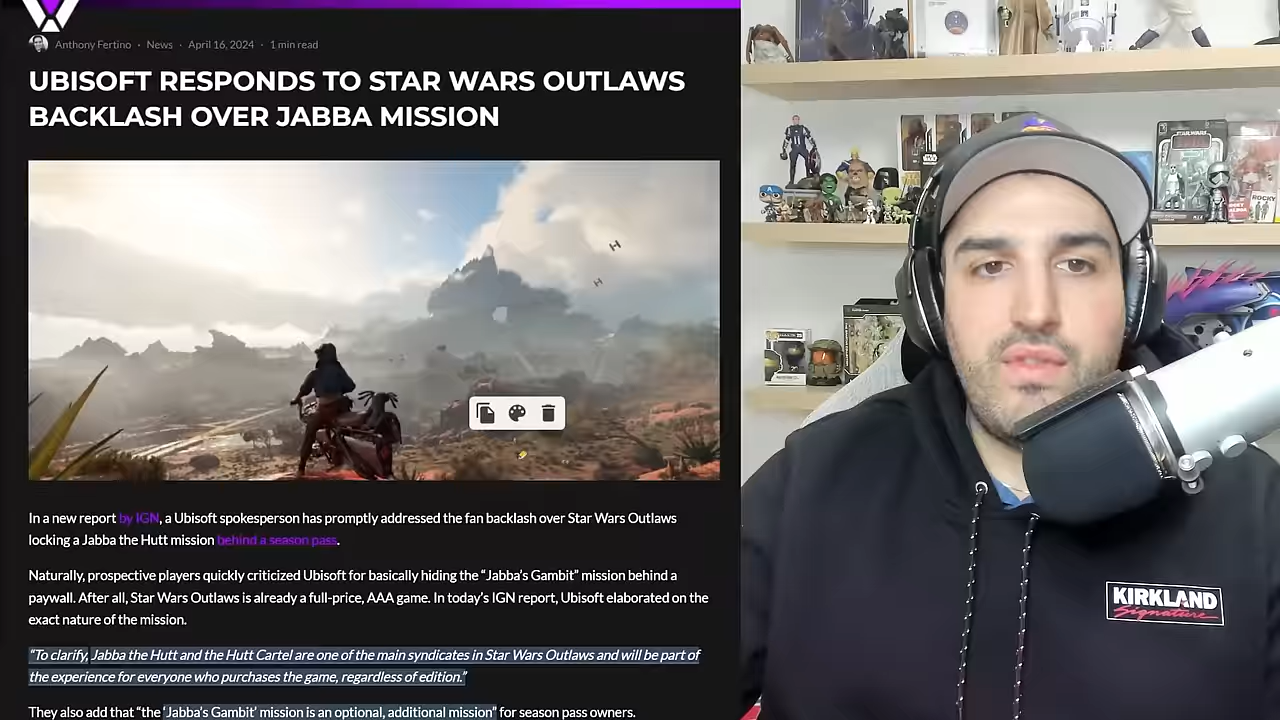 Anthony Fertino · News · April 16, 2024 · 1 min read
UBISOFT RESPONDS TO STAR WARS OUTLAWS
BACKLASH OVER JABBA MISSION
In a new report by IGN, a Ubisoft spokesperson has promptly addressed the fan backlash over Star Wars Outlaws
locking a Jabba the Hutt mission behind a season pass.
Naturally, prospective players quickly criticized Ubisoft for basically hiding the “Jabba’s Gambit” mission behind a
paywall. After all, Star Wars Outlaws is already a full-price, AAA game. In today’s IGN report, Ubisoft elaborated on the
exact nature of the mission.
“To clarify, Jabba the Hutt and the Hutt Cartel are one of the main syndicates in Star Wars Outlaws and will be part of
the experience for everyone who purchases the game, regardless of edition.”
They also add that “the ‘Jabba’s Gambit’ mission is an optional, additional mission” for season pass owners.
STAR WARS
ROCKY
KIRKLAND
Signature